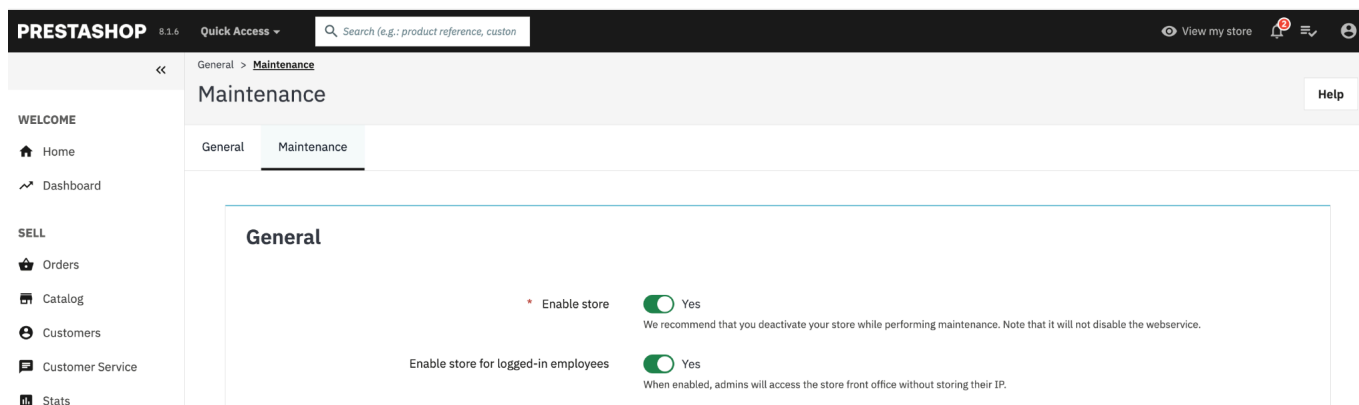 PRESTASHOP 8.1.6 Quick Access Search (e.g.: product reference, custon View my store 2
General > Maintenance
Maintenance
Help
WELCOME
Home
Dashboard
SELL
Orders
Catalog
Customers
Customer Service
Stats
General Maintenance
General
* Enable store Yes
We recommend that you deactivate your store while performing maintenance. Note that it will not disable the webservice.
Enable store for logged-in employees Yes
When enabled, admins will access the store front office without storing their IP.